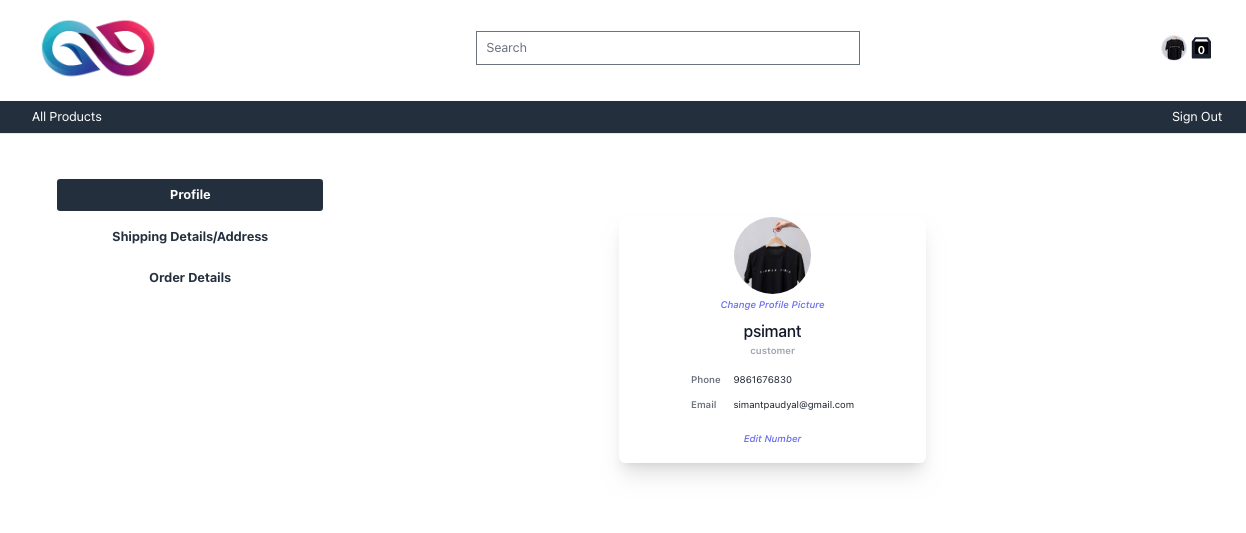 Search
0
All Products
Sign Out
Profile
Shipping Details/Address
Order Details
Change Profile Picture
psimant
customer
Phone 9861676830
Email simantpaudyal@gmail.com
Edit Number